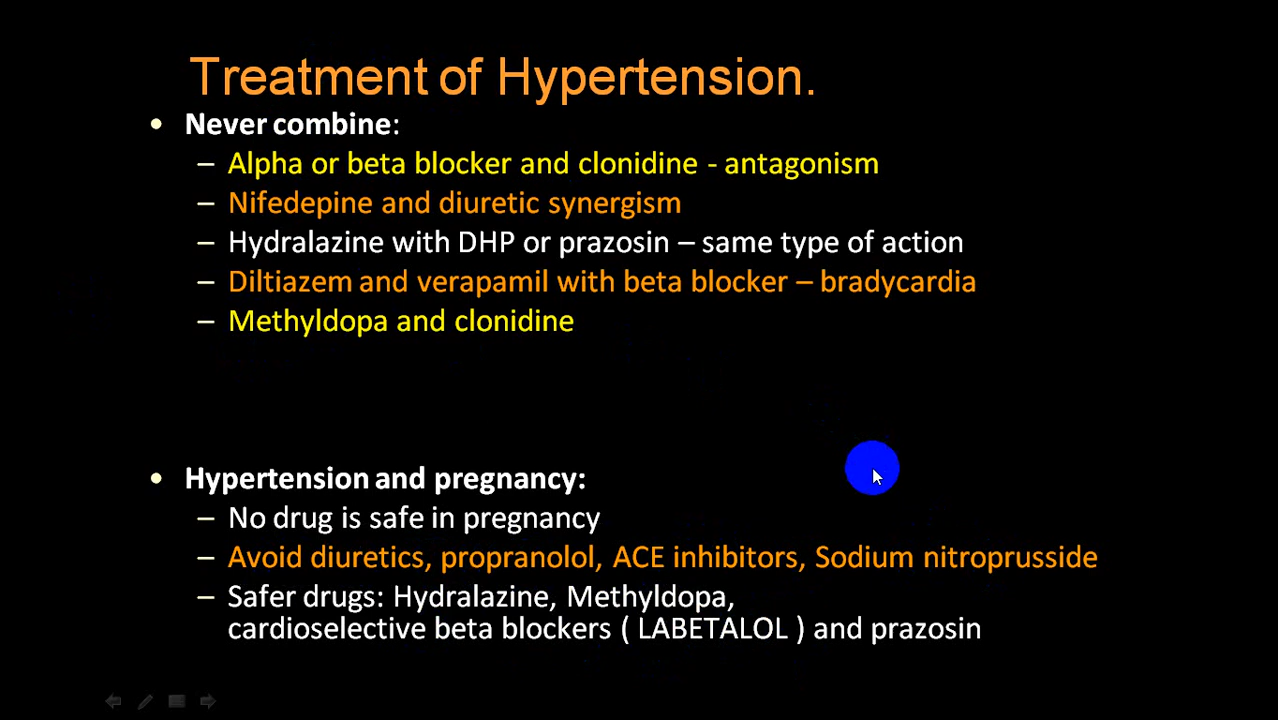 Treatment of Hypertension.
• Never combine:
– Alpha or beta blocker and clonidine - antagonism
– Nifedepine and diuretic synergism
– Hydralazine with DHP or prazosin – same type of action
– Diltiazem and verapamil with beta blocker – bradycardia
– Methyldopa and clonidine
• Hypertension and pregnancy:
– No drug is safe in pregnancy
– Avoid diuretics, propranolol, ACE inhibitors, Sodium nitroprusside
– Safer drugs: Hydralazine, Methyldopa,
cardioselective beta blockers ( LABETALOL ) and prazosin